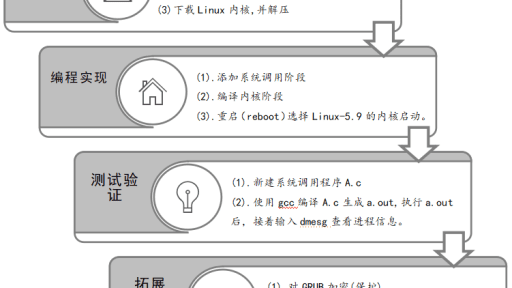 (3)下载 Linux 内核,并解压
编程实现
(1).添加系统调用阶段
(2).编译内核阶段
(3).重启(reboot)选择 Linux-5.9 的内核启动。
测试验
证
(1).新建系统调用程序 A.c
(2).使用 gcc 编译 A.c 生成 a.out,执行 a.out
后，接着输入 dmesg 查看进程信息。
拓展
(1) 对 GRUB 加密(保护)